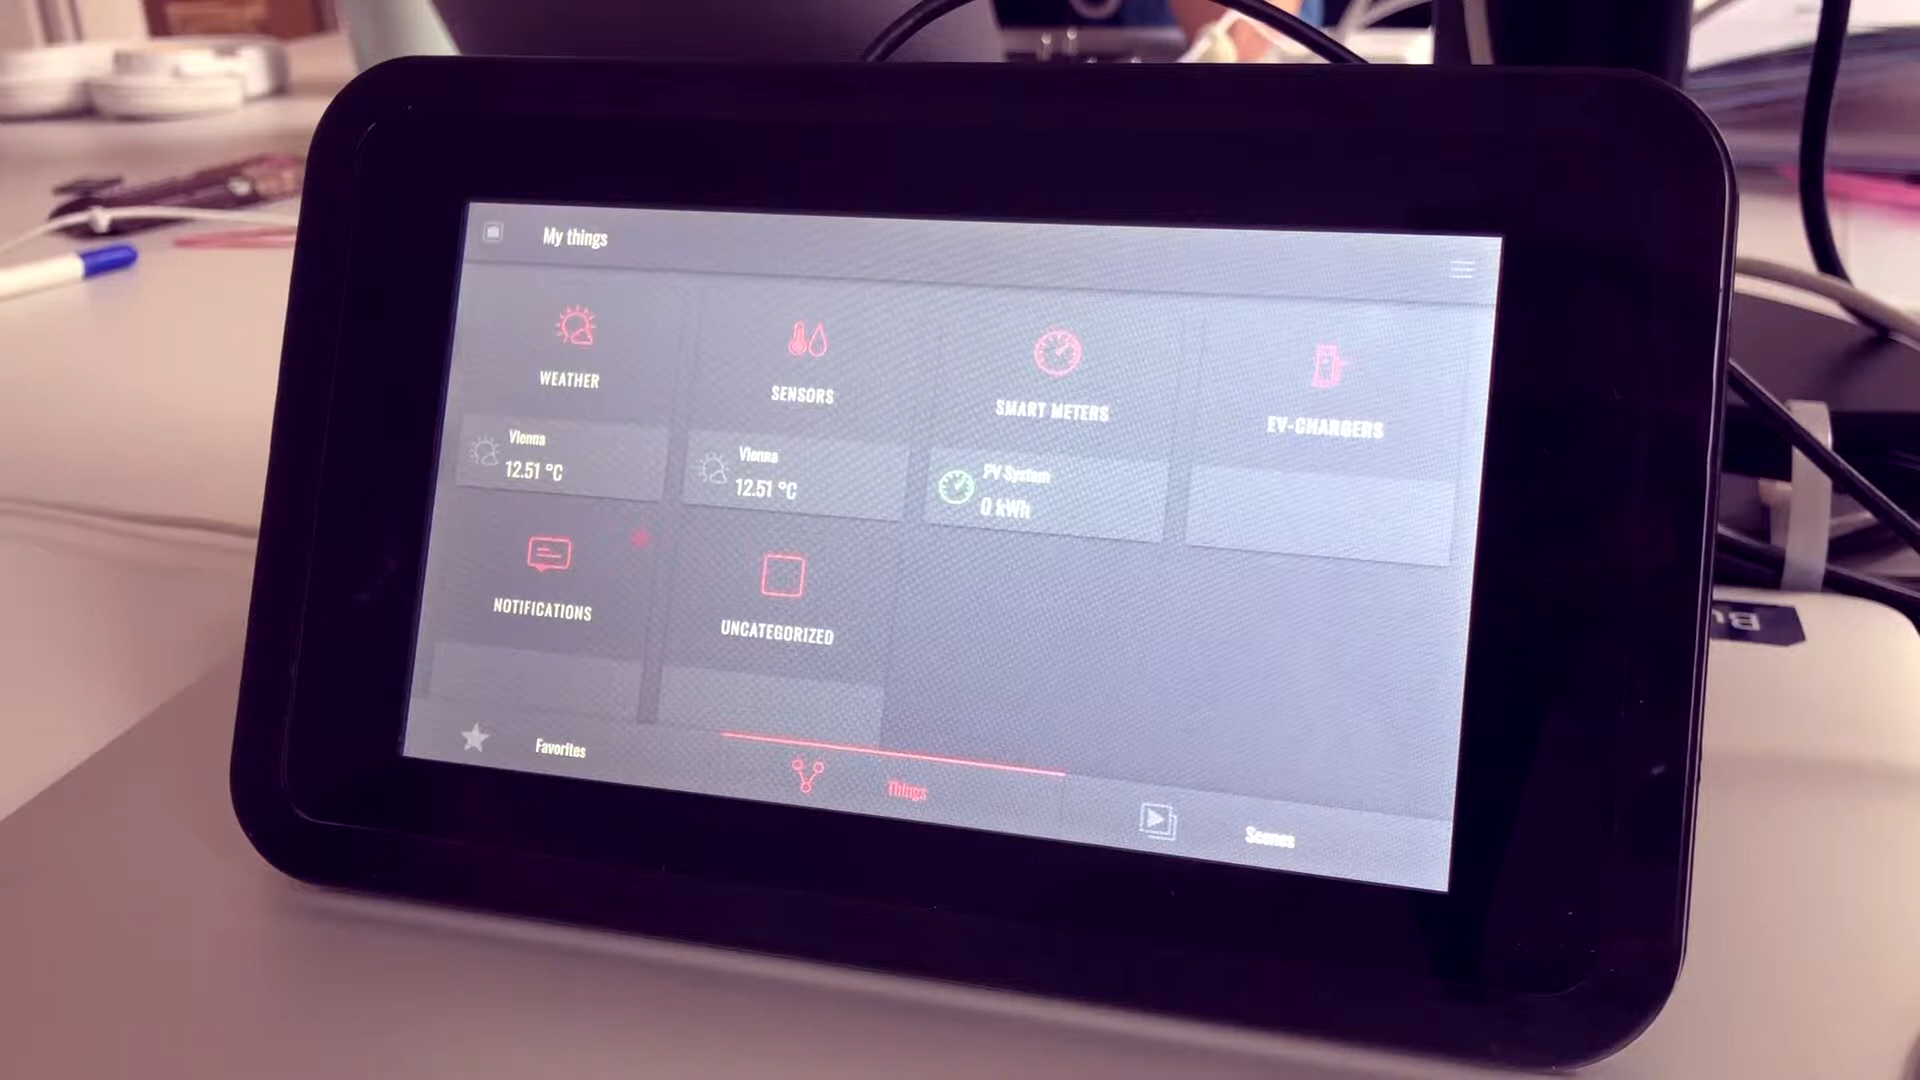 My things
WEATHER
SENSORS
SMART METERS
EV-CHARGERS
Vienna
12.51 °C
Vienna
12.51 °C
PV System
0 kWh
NOTIFICATIONS
UNCATEGORIZED
Favorites
Things
Scenes
Bu